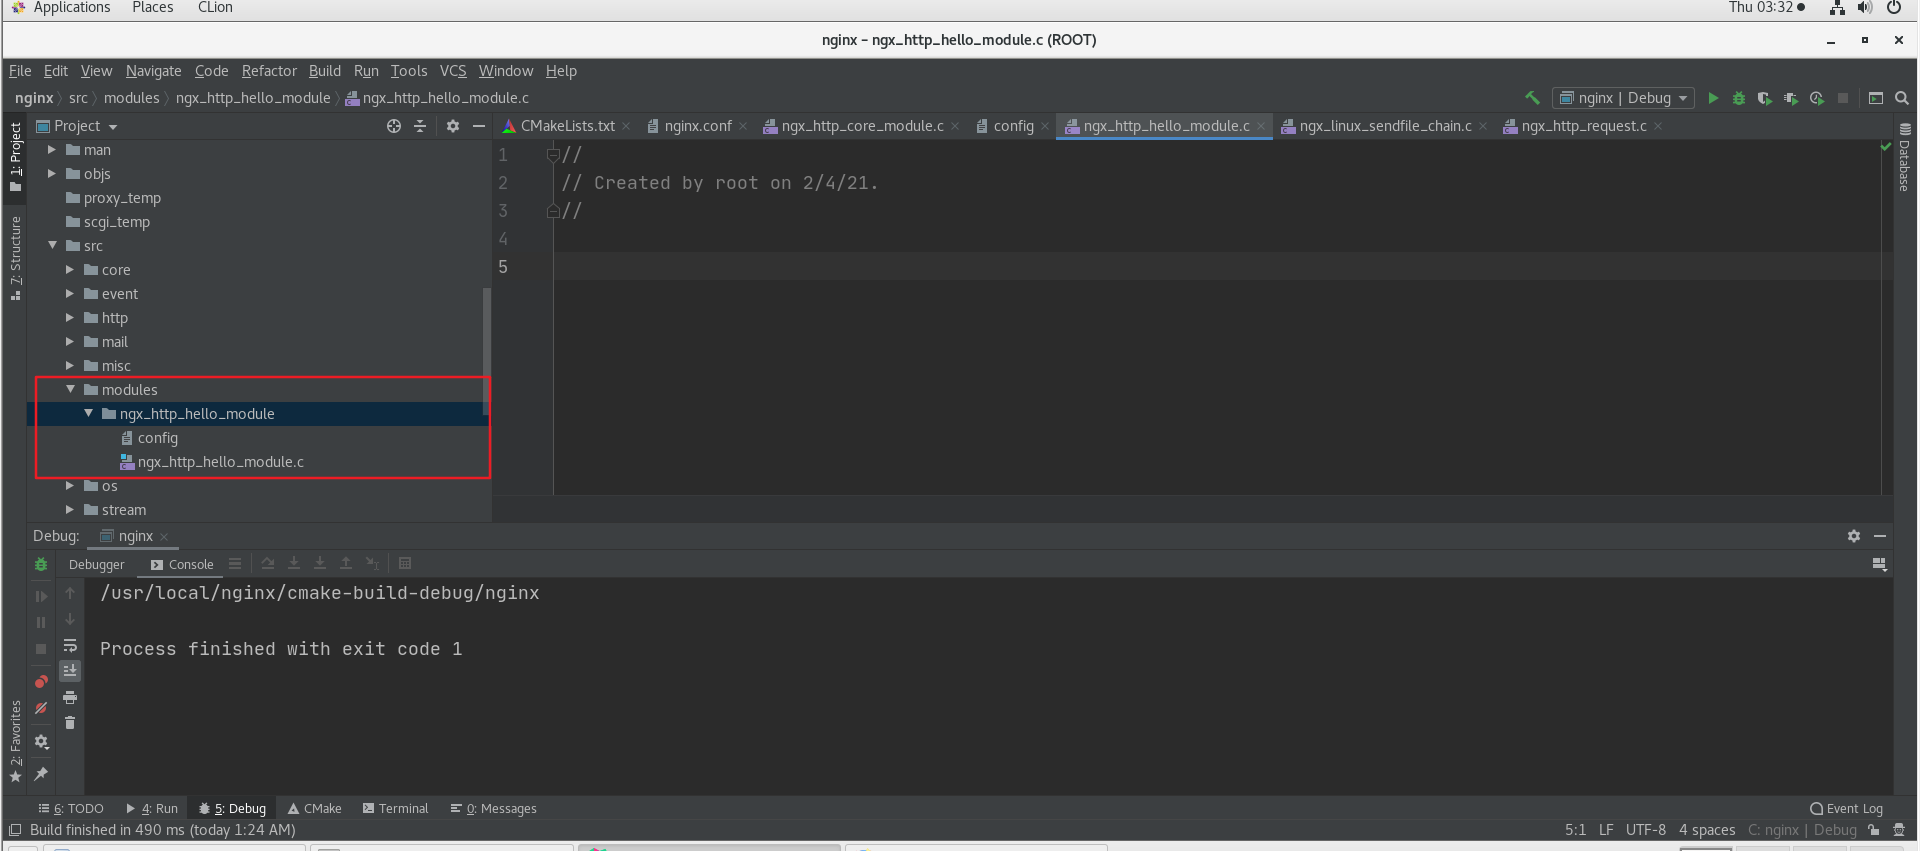 Applications Places CLion Thu 03:32
nginx – ngx_http_hello_module.c (ROOT)
File Edit View Navigate Code Refactor Build Run Tools VCS Window Help
nginx src modules ngx_http_hello_module ngx_http_hello_module.c nginx | Debug
1: Project
7: Structure
2: Favorites
Project
man
objs
proxy_temp
scgi_temp
src
core
event
http
mail
misc
modules
ngx_http_hello_module
config
ngx_http_hello_module.c
os
stream
CMakeLists.txt nginx.conf ngx_http_core_module.c config ngx_http_hello_module.c ngx_linux_sendfile_chain.c ngx_http_request.c
1 //
2 // Created by root on 2/4/21.
3 //
4
5
Database
Debug: nginx
Debugger Console
/usr/local/nginx/cmake-build-debug/nginx
Process finished with exit code 1
6: TODO 4: Run 5: Debug CMake Terminal 0: Messages Event Log
Build finished in 490 ms (today 1:24 AM) 5:1 LF UTF-8 4 spaces C: nginx | Debug